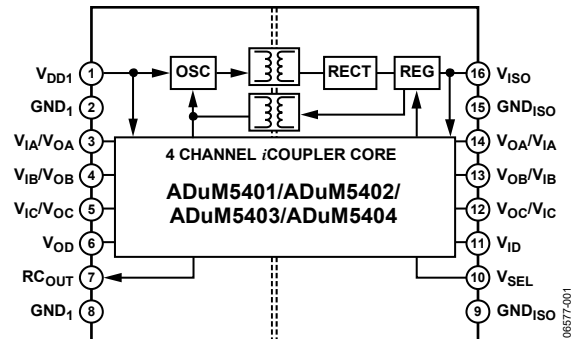 OSC
RECT
REG
V_DD1 1
GND_1 2
V_IA/V_OA 3
V_IB/V_OB 4
V_IC/V_OC 5
V_OD 6
RC_OUT 7
GND_1 8
4 CHANNEL iCOUPLER CORE
ADuM5401/ADuM5402/
ADuM5403/ADuM5404
16 V_ISO
15 GND_ISO
14 V_OA/V_IA
13 V_OB/V_IB
12 V_OC/V_IC
11 V_ID
10 V_SEL
9 GND_ISO
06577-001